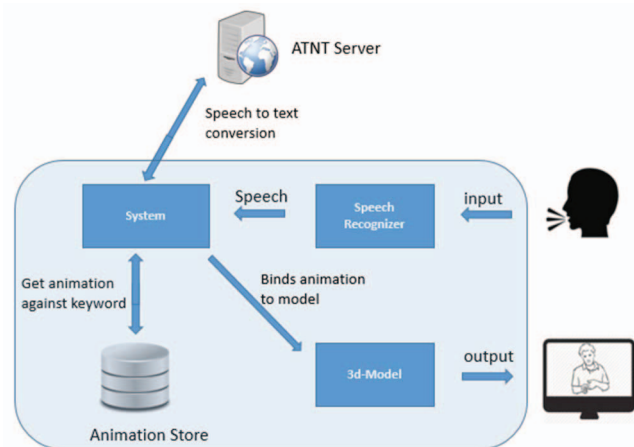 ATNT Server
Speech to text
conversion
Speech
input
System
Speech
Recognizer
Get animation
against keyword
Binds animation
to model
3d-Model
output
Animation Store